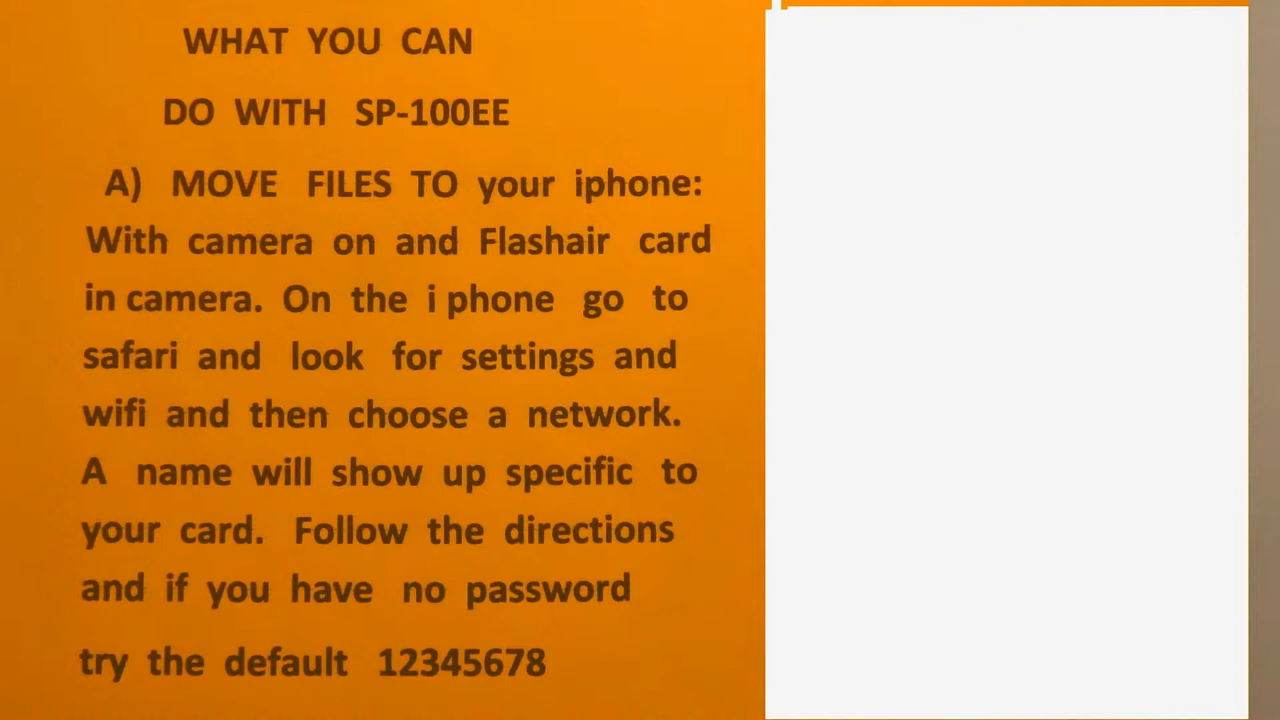 WHAT YOU CAN
DO WITH SP-100EE
A) MOVE FILES TO your iphone:
With camera on and Flashair card
in camera. On the i phone go to
safari and look for settings and
wifi and then choose a network.
A name will show up specific to
your card. Follow the directions
and if you have no password
try the default 12345678